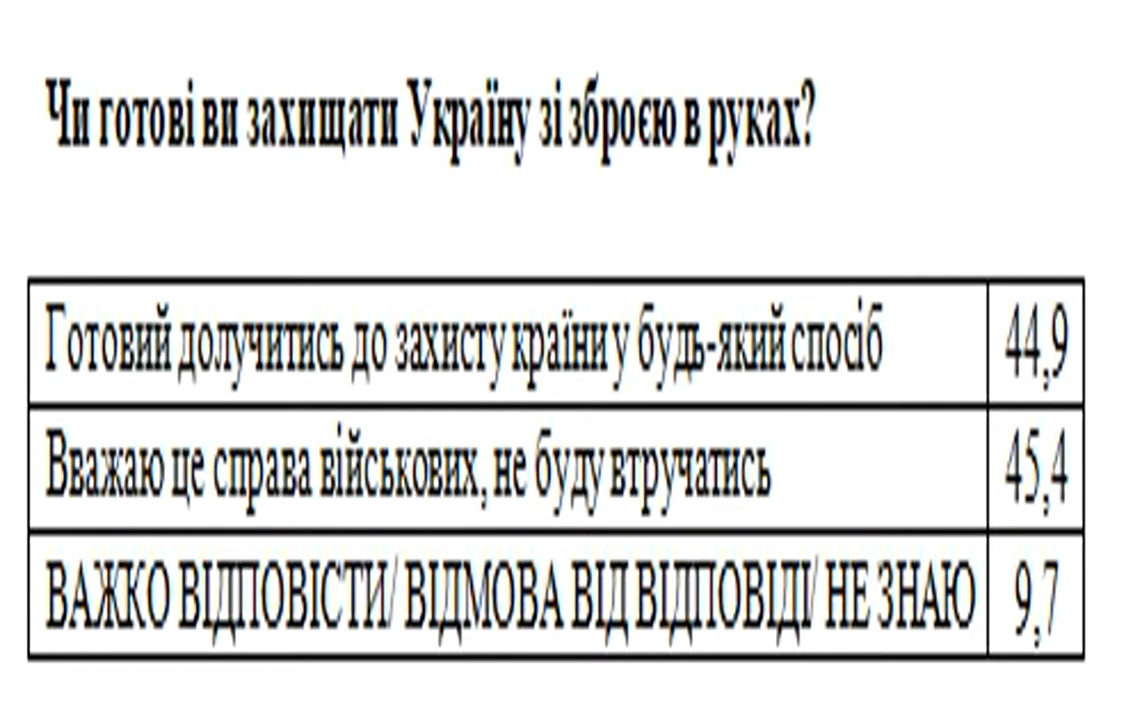 Чи готові ви захищати Україну зі зброєю в руках?
Готовий долучитись до захисту країни у будь-який спосіб 44,9
Вважаю це справа військових, не буду втручатись 45,4
ВАЖКО ВІДПОВІСТИ/ ВІДМОВА ВІД ВІДПОВІДІ/ НЕ ЗНАЮ 9,7